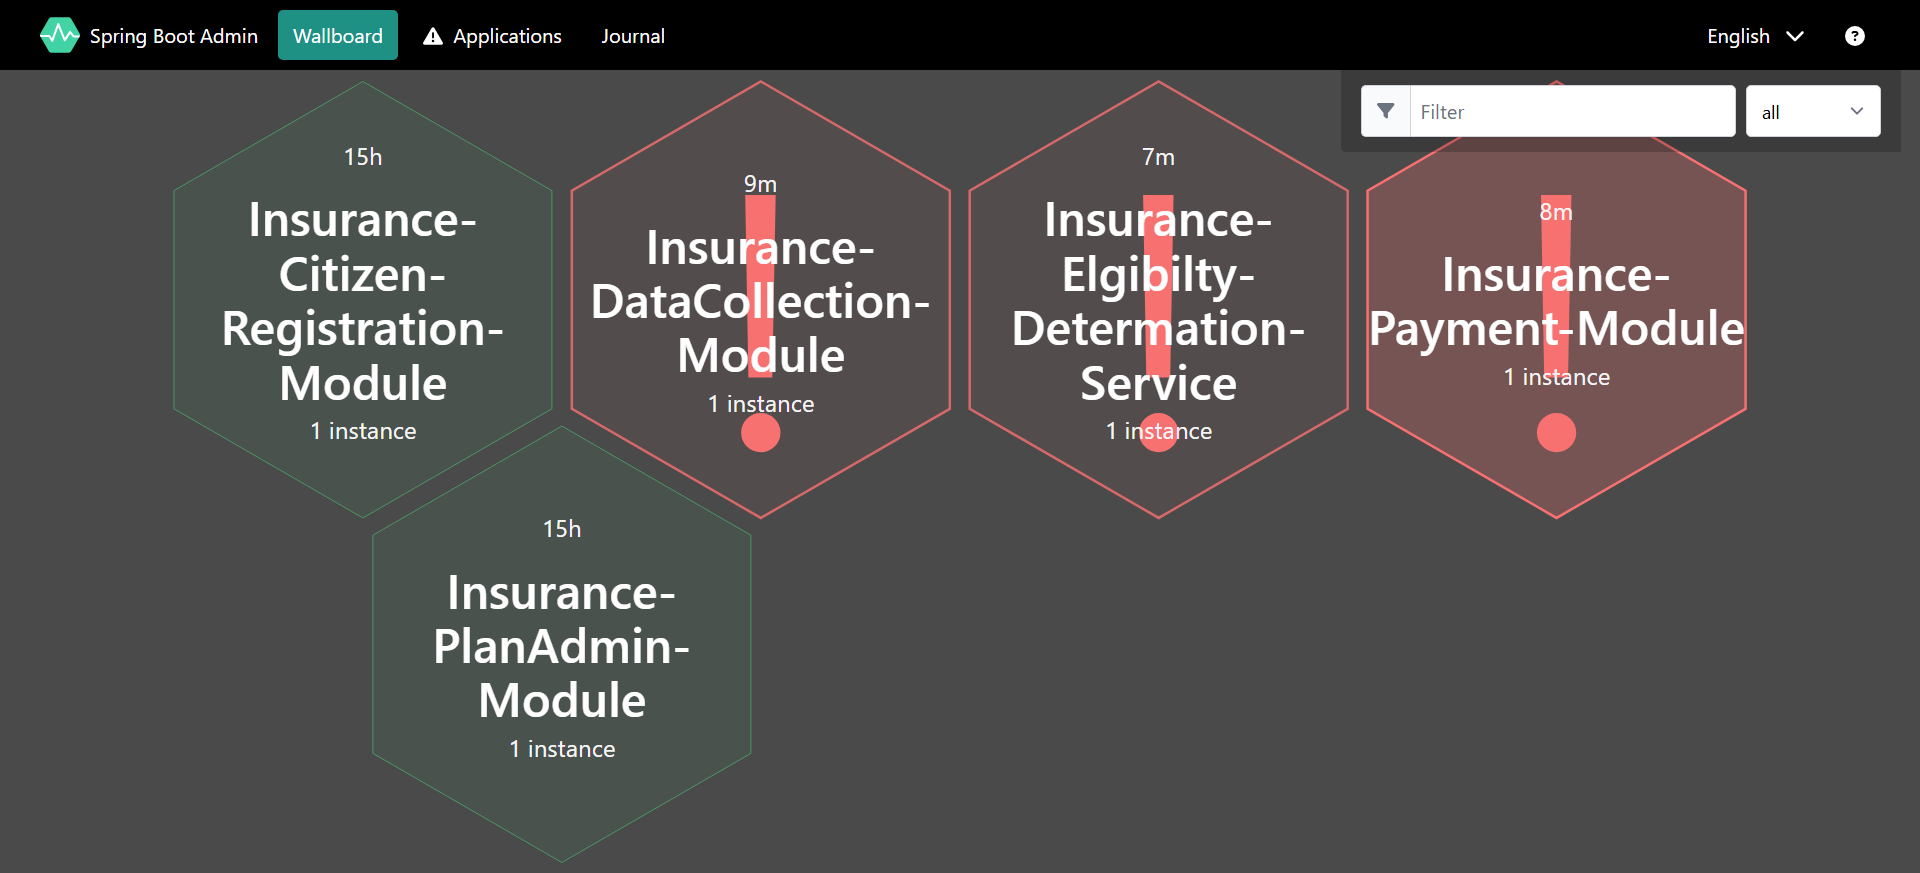 Spring Boot Admin
Wallboard
Applications
Journal
English
Filter
all
15h
Insurance-
Citizen-
Registration-
Module
1 instance
9m
Insurance-
DataCollection-
Module
1 instance
7m
Insurance-
Elgibilty-
Determation-
Service
1 instance
8m
Insurance-
Payment-Module
1 instance
15h
Insurance-
PlanAdmin-
Module
1 instance